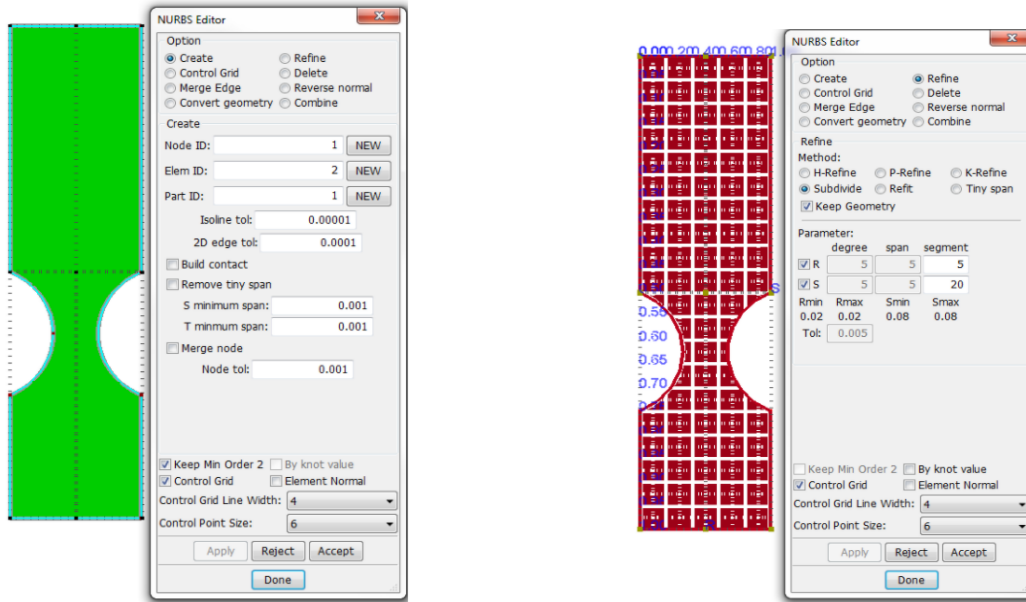 NURBS Editor
Option
Create Refine
Control Grid Delete
Merge Edge Reverse normal
Convert geometry Combine
Create
Node ID: 1 NEW
Elem ID: 2 NEW
Part ID: 1 NEW
Isoline tol: 0.00001
2D edge tol: 0.0001
Build contact
Remove tiny span
S minimum span: 0.001
T minmum span: 0.001
Merge node
Node tol: 0.001
Keep Min Order 2 By knot value
Control Grid Element Normal
Control Grid Line Width: 4
Control Point Size: 6
Apply Reject Accept
Done
0.55
0.60
0.65
0.70
S
NURBS Editor
Option
Create Refine
Control Grid Delete
Merge Edge Reverse normal
Convert geometry Combine
Refine
Method:
H-Refine P-Refine K-Refine
Subdivide Refit Tiny span
Keep Geometry
Parameter:
degree span segment
R 5 5 5
S 5 5 20
Rmin Rmax Smin Smax
0.02 0.02 0.08 0.08
Tol: 0.005
Keep Min Order 2 By knot value
Control Grid Element Normal
Control Grid Line Width: 4
Control Point Size: 6
Apply Reject Accept
Done